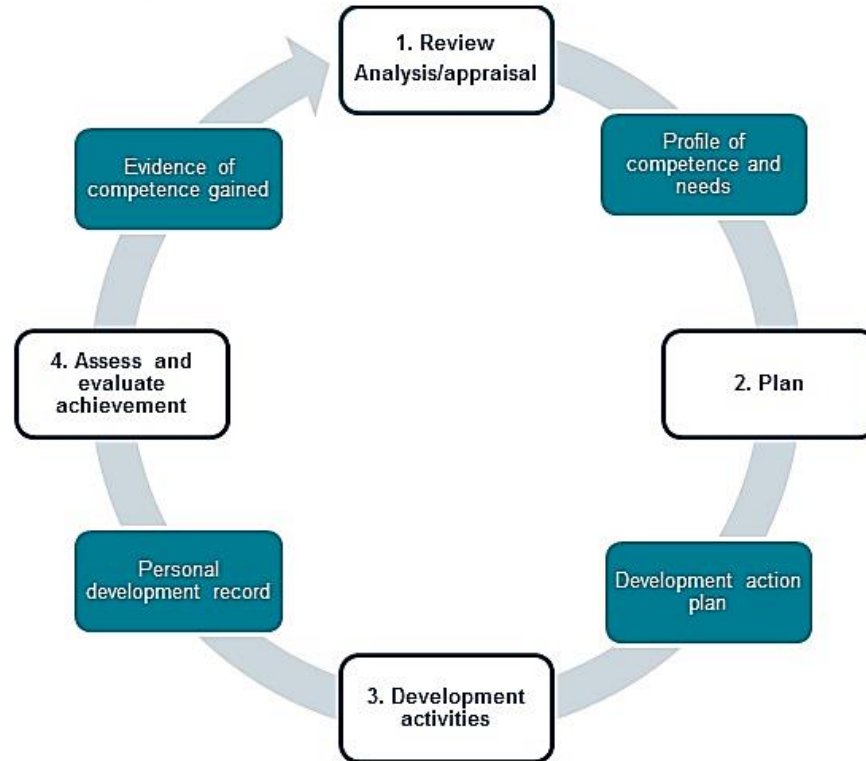 1. Review
Analysis/appraisal
Profile of
competence and
needs
2. Plan
Development action
plan
3. Development
activities
Personal
development record
4. Assess and
evaluate
achievement
Evidence of
competence gained